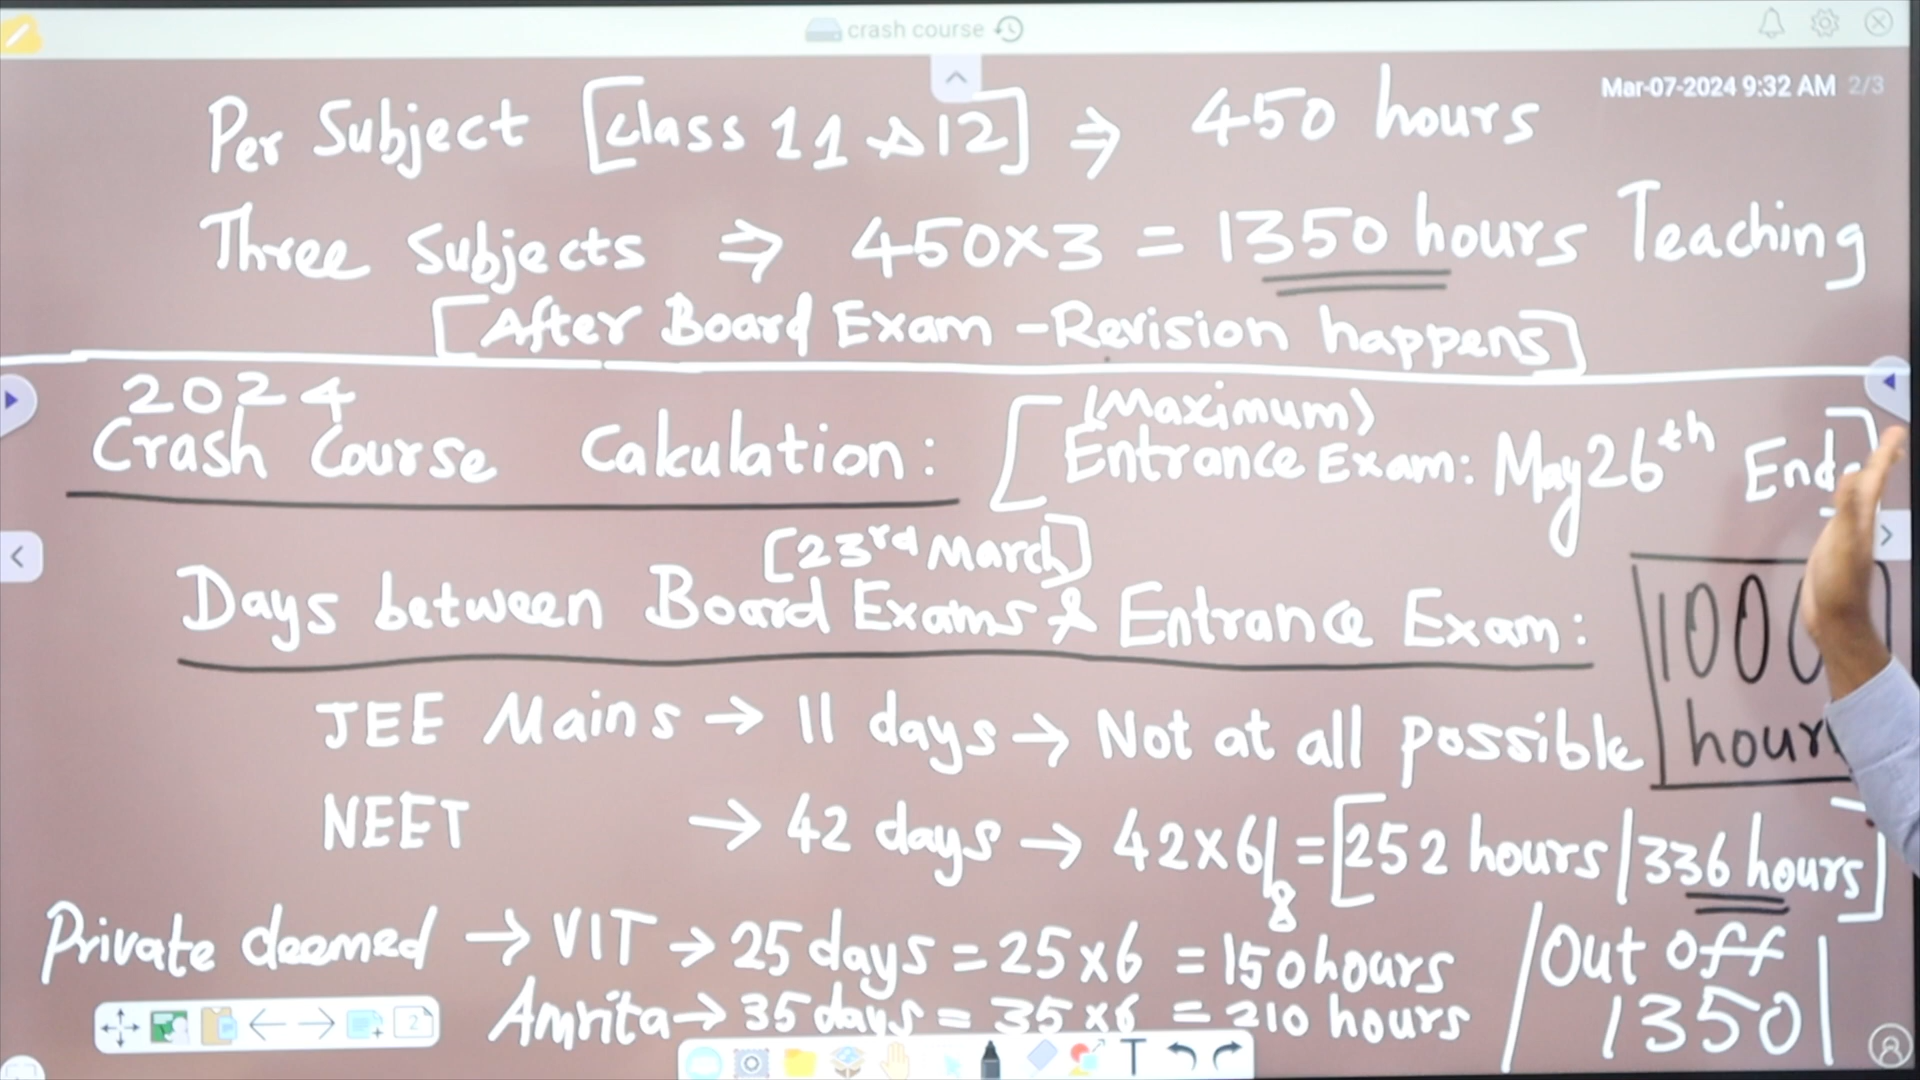 crash course
Mar-07-2024 9:32 AM 2/3
Per Subject [Class 11 & 12] ⇒ 450 hours
Three Subjects ⇒ 450×3 = 1350 hours Teaching
[After Board Exam - Revision happens]
2024
Crash Course Calculation: [(Maximum) Entrance Exam: May 26th Ends]
[23rd March]
Days between Board Exams & Entrance Exam:
1000
hours
JEE Mains → 11 days → Not at all possible
NEET → 42 days → 42×6/8 = [252 hours/336 hours]
Private deemed → VIT → 25 days = 25×6 = 150 hours
Amrita → 35 days = 35×6 = 210 hours
/Out off
1350/
2
T